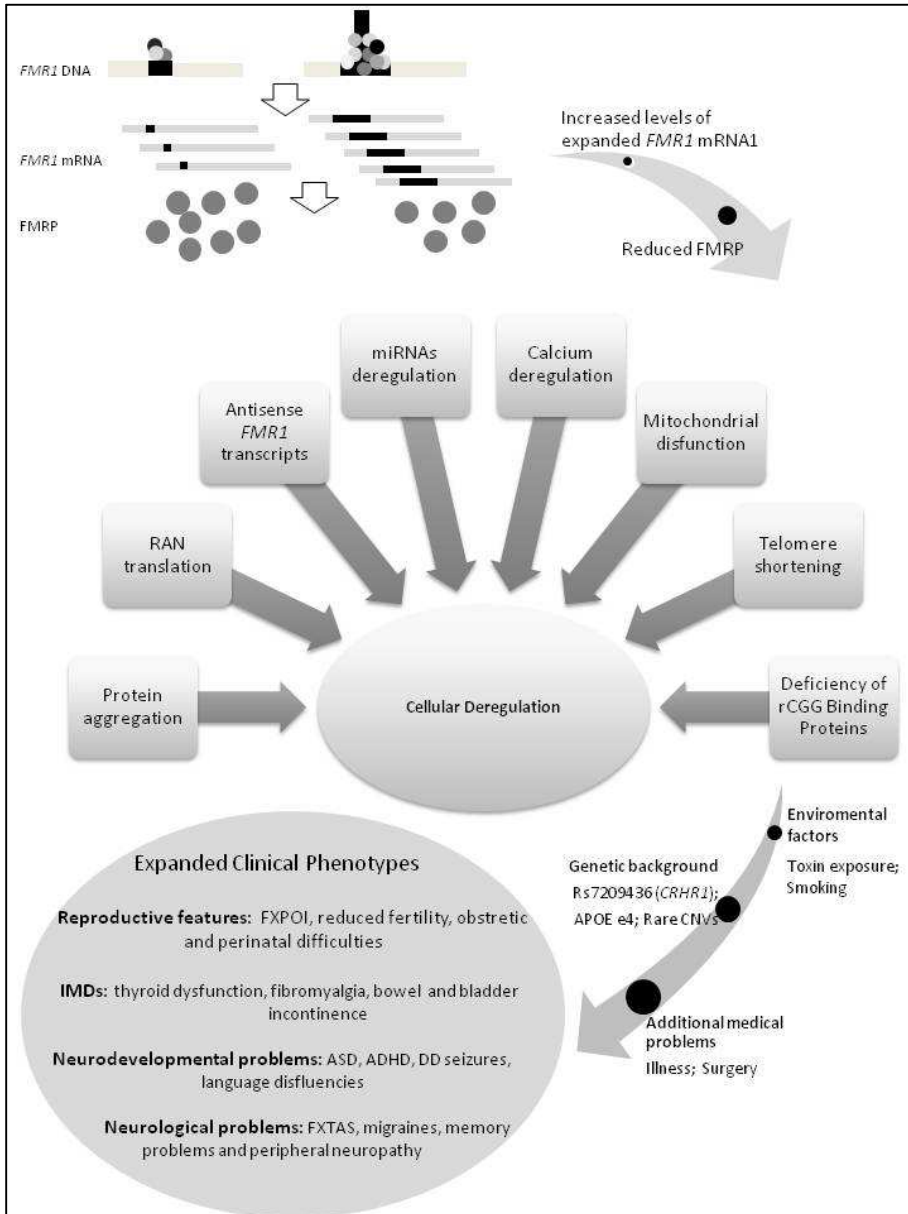 FMR1 DNA
Increased levels of
expanded FMR1 mRNA1
FMR1 mRNA
FMRP
Reduced FMRP
miRNAs
deregulation
Calcium
deregulation
Antisense
FMR1
transcripts
Mitochondrial
disfunction
RAN
translation
Telomere
shortening
Protein
aggregation
Cellular Deregulation
Deficiency of
rCGG Binding
Proteins
Enviromental
factors
Toxin exposure;
Smoking
Genetic background
Rs7209436 (CRHR1);
APOE e4; Rare CNVs
Additional medical
problems
Illness; Surgery
Expanded Clinical Phenotypes
Reproductive features: FXPOI, reduced fertility, obstretic
and perinatal difficulties
IMDs: thyroid dysfunction, fibromyalgia, bowel and bladder
incontinence
Neurodevelopmental problems: ASD, ADHD, DD seizures,
language disfluencies
Neurological problems: FXTAS, migraines, memory
problems and peripheral neuropathy